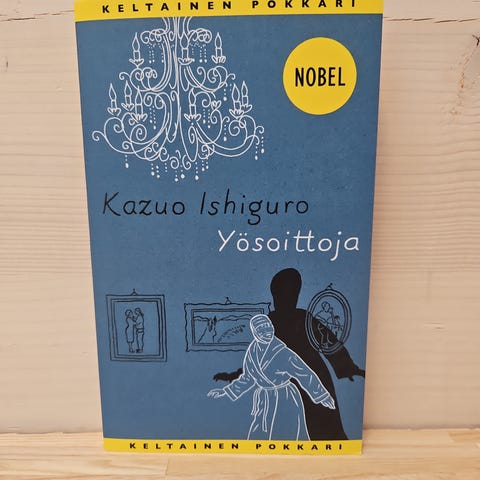 KELTAINEN POKKARI
NOBEL
Kazuo Ishiguro
Yösoittoja
KELTAINEN POKKARI